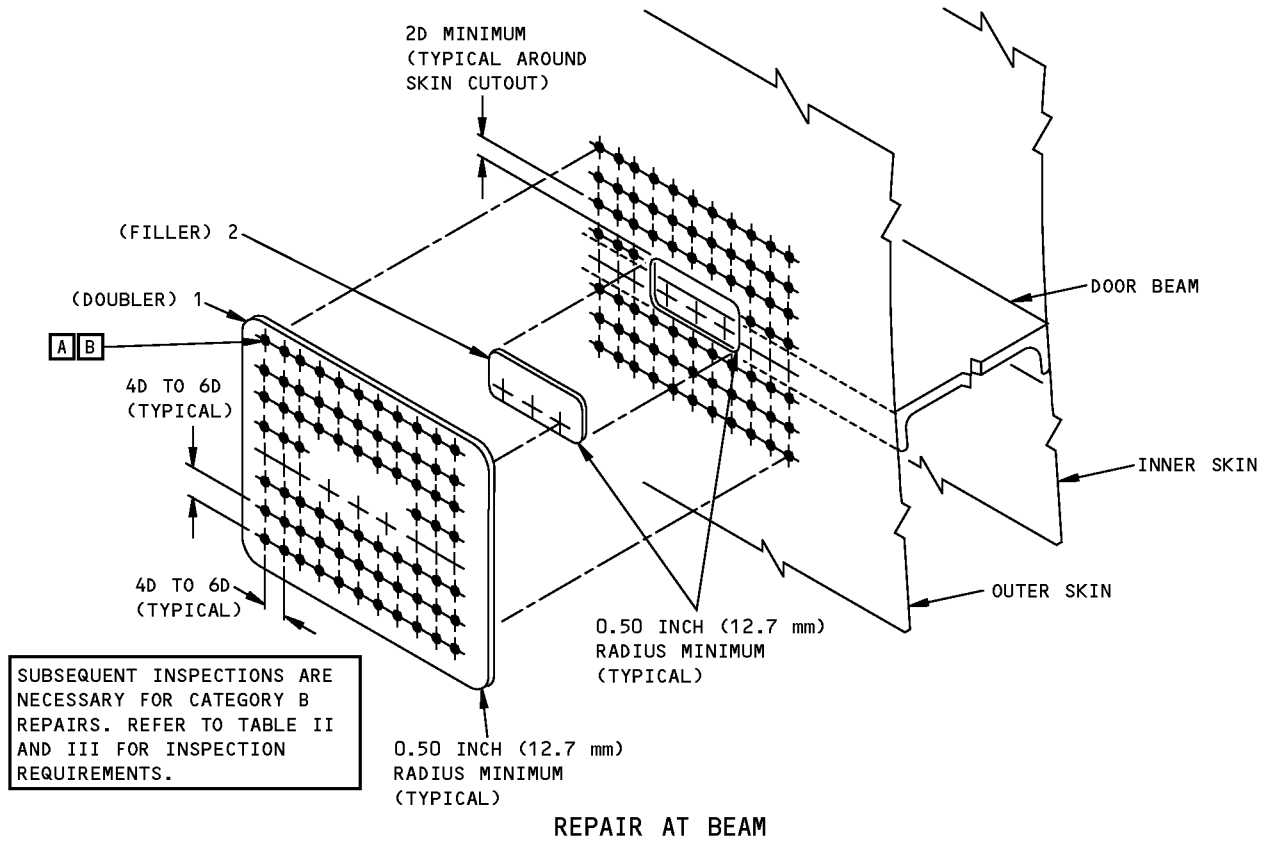 2D MINIMUM
(TYPICAL AROUND
SKIN CUTOUT)
(FILLER) 2
(DOUBLER) 1
A B
4D TO 6D
(TYPICAL)
4D TO 6D
(TYPICAL)
DOOR BEAM
INNER SKIN
OUTER SKIN
0.50 INCH (12.7 mm)
RADIUS MINIMUM
(TYPICAL)
SUBSEQUENT INSPECTIONS ARE
NECESSARY FOR CATEGORY B
REPAIRS. REFER TO TABLE II
AND III FOR INSPECTION
REQUIREMENTS.
0.50 INCH (12.7 mm)
RADIUS MINIMUM
(TYPICAL)
REPAIR AT BEAM